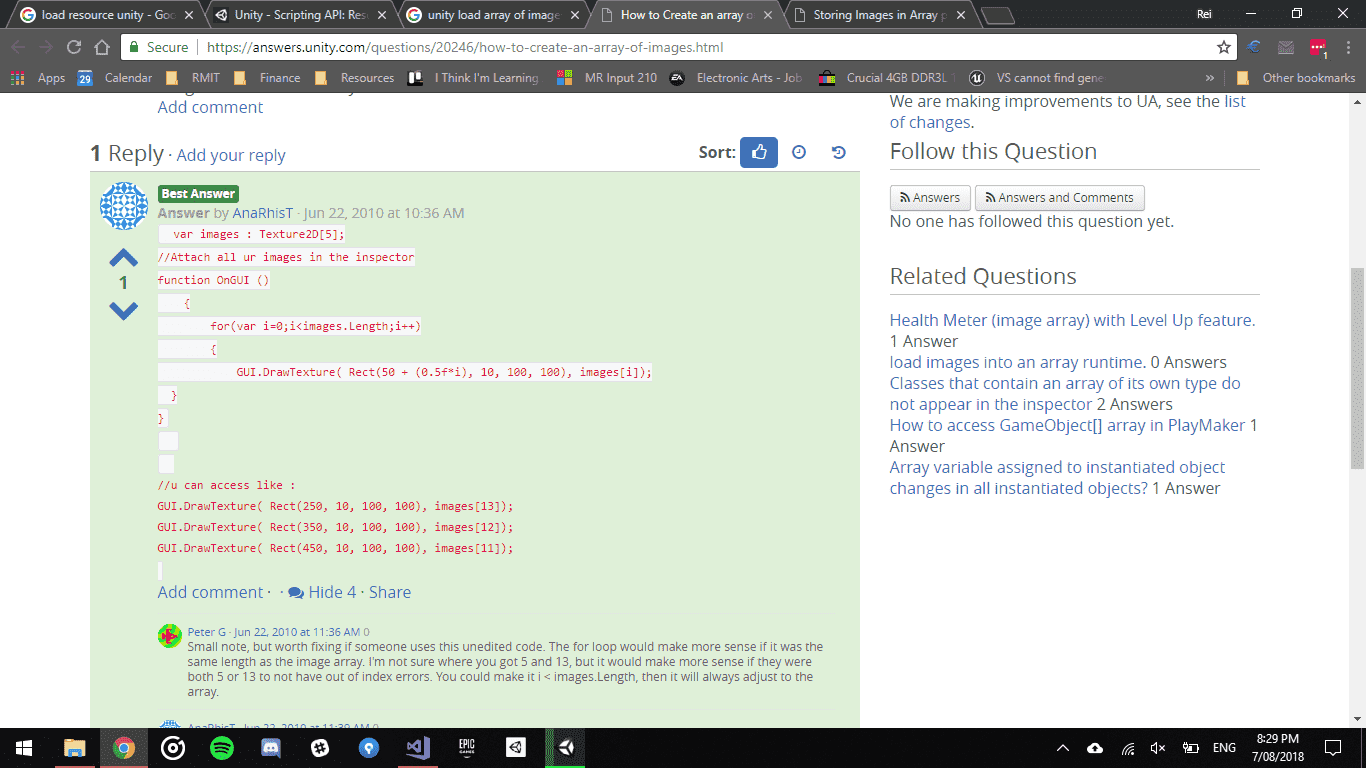 load resource unity - Goo
Unity - Scripting API: Res
unity load array of image
How to Create an array o
Storing Images in Array p
Rei
Secure
https://answers.unity.com/questions/20246/how-to-create-an-array-of-images.html
1
Apps
29
Calendar
RMIT
Finance
Resources
I Think I'm Learning
MR Input 210
Electronic Arts - Job
Crucial 4GB DDR3L
VS cannot find gene
»
Other bookmarks
Add comment
We are making improvements to UA, see the list
of changes.
1 Reply · Add your reply
Sort:
Follow this Question
Answers
Answers and Comments
No one has followed this question yet.
Best Answer
Answer by AnaRhisT · Jun 22, 2010 at 10:36 AM
1
var images : Texture2D[5];
//Attach all ur images in the inspector
function OnGUI ()
{
for(var i=0;i<images.Length;i++)
{
GUI.DrawTexture( Rect(50 + (0.5f*i), 10, 100, 100), images[i]);
}
}
//u can access like :
GUI.DrawTexture( Rect(250, 10, 100, 100), images[13]);
GUI.DrawTexture( Rect(350, 10, 100, 100), images[12]);
GUI.DrawTexture( Rect(450, 10, 100, 100), images[11]);
Add comment · · Hide 4 · Share
Peter G · Jun 22, 2010 at 11:36 AM 0
Small note, but worth fixing if someone uses this unedited code. The for loop would make more sense if it was the
same length as the image array. I'm not sure where you got 5 and 13, but it would make more sense if they were
both 5 or 13 to not have out of index errors. You could make it i < images.Length, then it will always adjust to the
array.
AnaRhisT · Jun 22, 2010 at 11:39 AM 0
Related Questions
Health Meter (image array) with Level Up feature.
1 Answer
load images into an array runtime. 0 Answers
Classes that contain an array of its own type do
not appear in the inspector 2 Answers
How to access GameObject[] array in PlayMaker 1
Answer
Array variable assigned to instantiated object
changes in all instantiated objects? 1 Answer
EPIC
GAMES
ENG
8:29 PM
7/08/2018